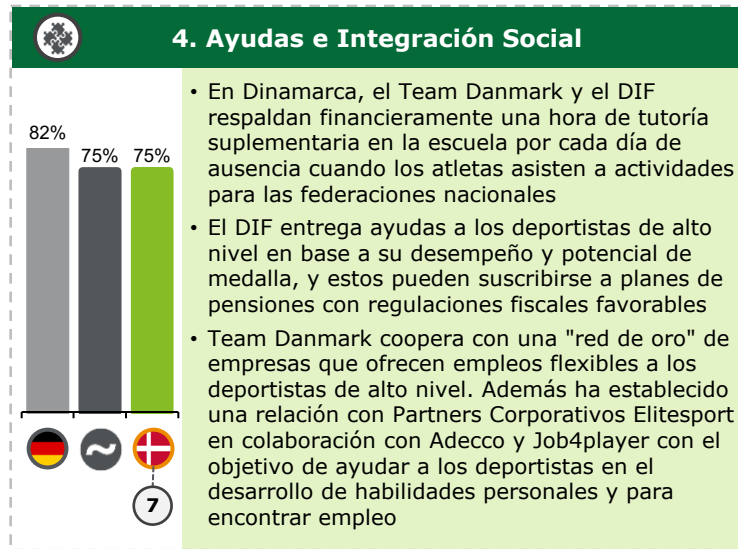 4. Ayudas e Integración Social
82%
75% 75%
7
• En Dinamarca, el Team Danmark y el DIF
respaldan financieramente una hora de tutoría
suplementaria en la escuela por cada día de
ausencia cuando los atletas asisten a actividades
para las federaciones nacionales
• El DIF entrega ayudas a los deportistas de alto
nivel en base a su desempeño y potencial de
medalla, y estos pueden suscribirse a planes de
pensiones con regulaciones fiscales favorables
• Team Danmark coopera con una "red de oro" de
empresas que ofrecen empleos flexibles a los
deportistas de alto nivel. Además ha establecido
una relación con Partners Corporativos Elitesport
en colaboración con Adecco y Job4player con el
objetivo de ayudar a los deportistas en el
desarrollo de habilidades personales y para
encontrar empleo